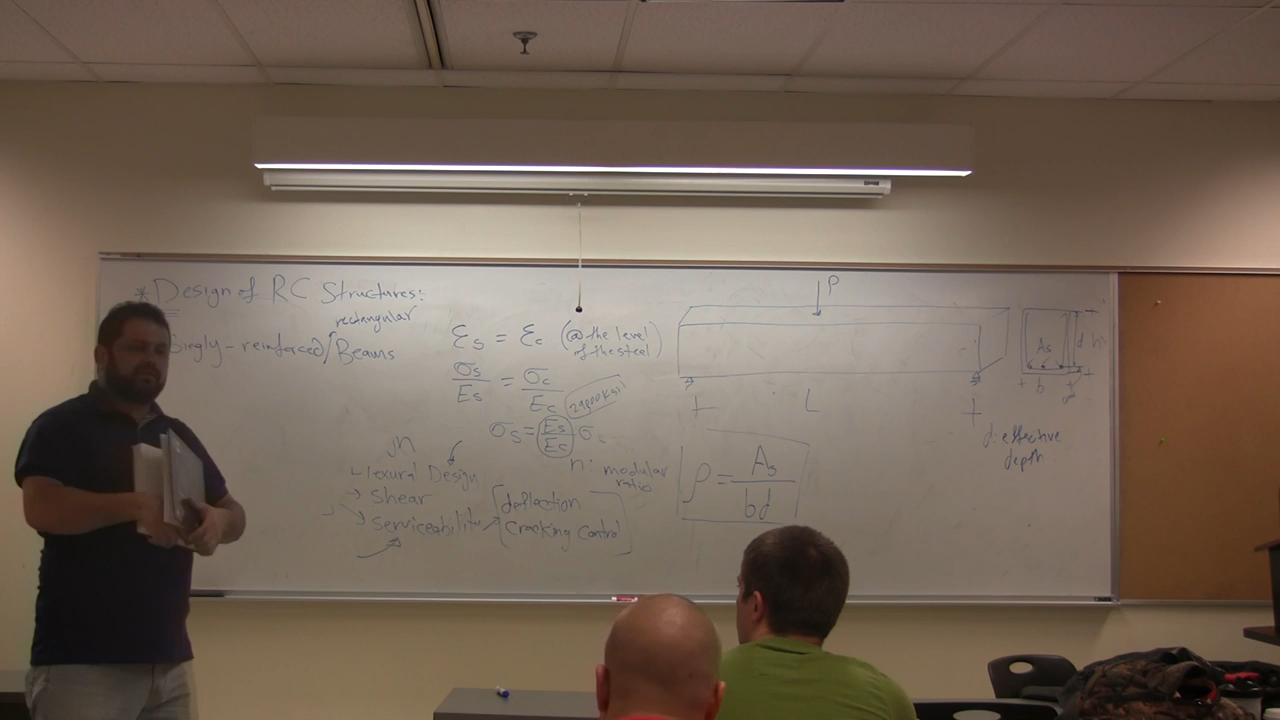 * Design of RC Structures:
rectangular
Singly-reinforced/Beams
εs = εc (@ the level
of the steel)
σs/Es = σc/Ec
29000 ksi
σs = Es/Ec σ
n: modular
ratio
Flexural Design
→ Shear
→ Serviceability → deflection
Cracking Control
P
L
As
d h
b
d: effective
depth
ρ = As/bd